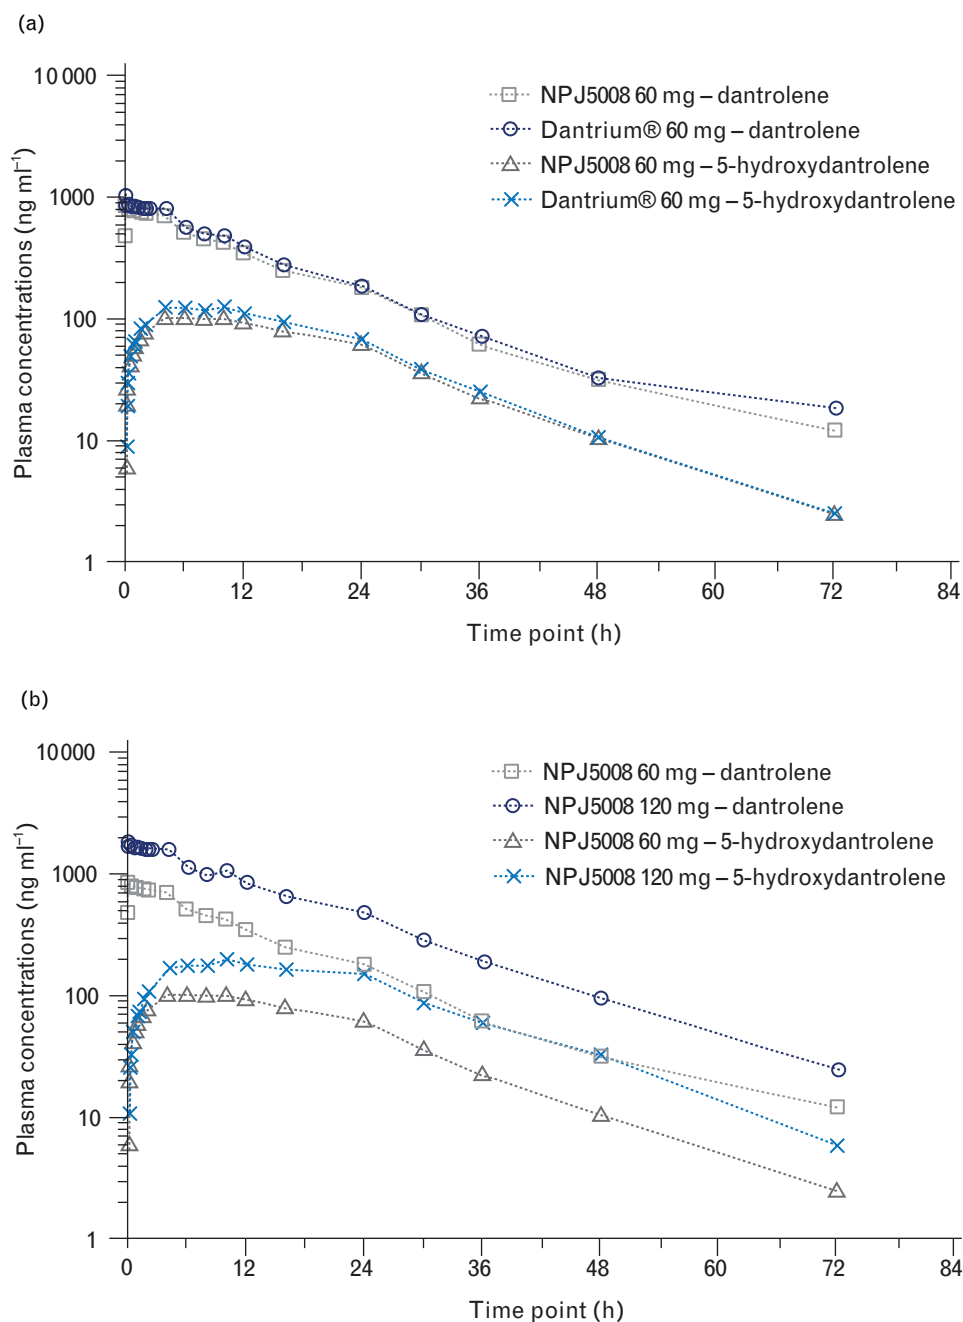 (a)
10 000
1000
100
10
1
Plasma concentrations (ng ml⁻¹)
NPJ5008 60 mg – dantrolene
Dantrium® 60 mg – dantrolene
NPJ5008 60 mg – 5-hydroxydantrolene
Dantrium® 60 mg – 5-hydroxydantrolene
0 12 24 36 48 60 72 84
Time point (h)
(b)
10 000
1000
100
10
1
Plasma concentrations (ng ml⁻¹)
NPJ5008 60 mg – dantrolene
NPJ5008 120 mg – dantrolene
NPJ5008 60 mg – 5-hydroxydantrolene
NPJ5008 120 mg – 5-hydroxydantrolene
0 12 24 36 48 60 72 84
Time point (h)